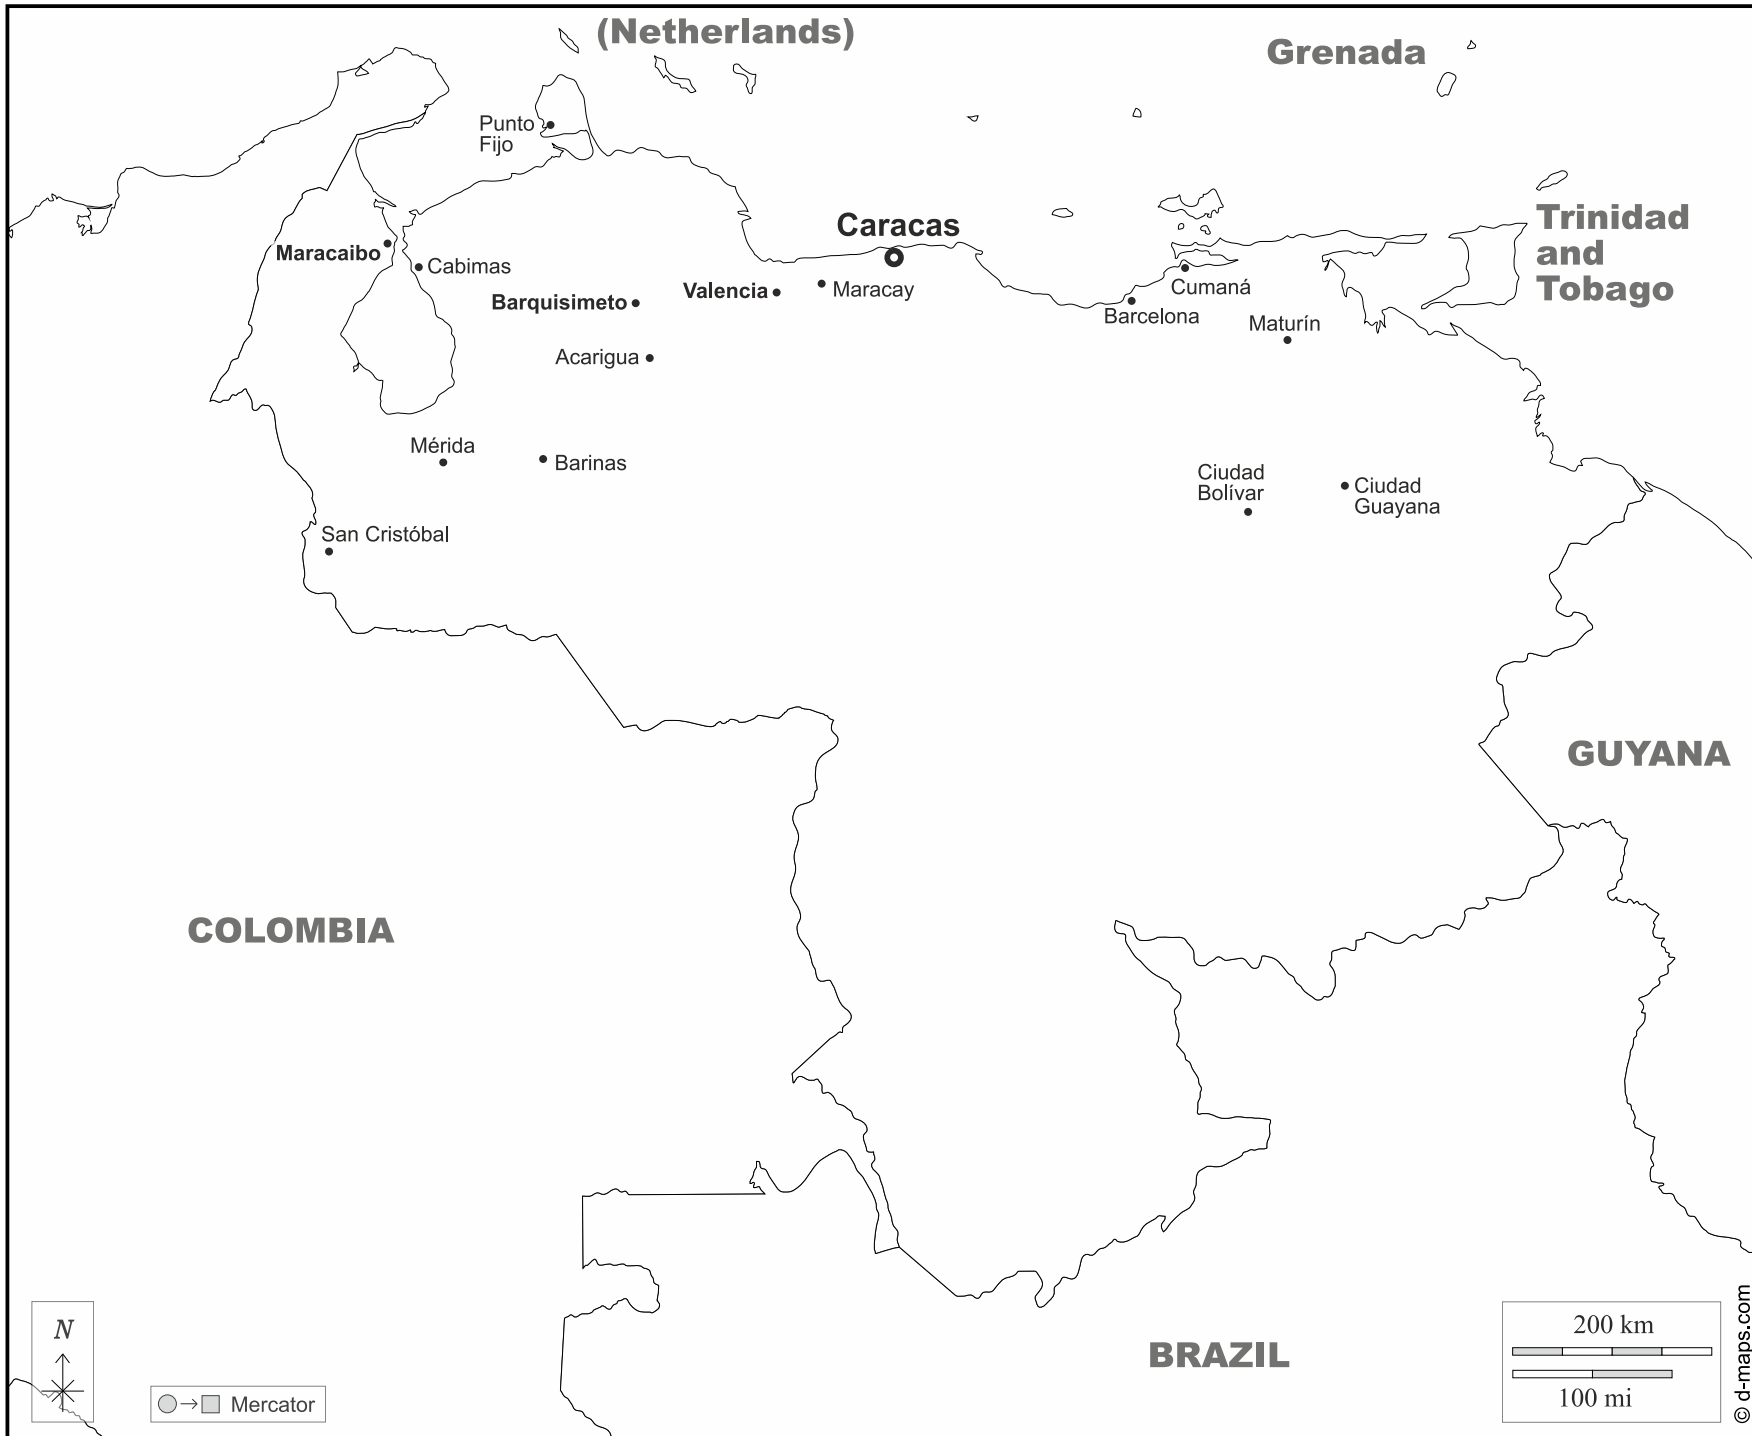 (Netherlands)
Grenada
Punto
Fijo
Trinidad
and
Tobago
Caracas
Maracaibo
Cabimas
Barquisimeto
Valencia
Maracay
Cumaná
Barcelona
Maturín
Acarigua
Mérida
Barinas
Ciudad
Bolívar
Ciudad
Guayana
San Cristóbal
GUYANA
COLOMBIA
BRAZIL
N
Mercator
200 km
100 mi
© d-maps.com